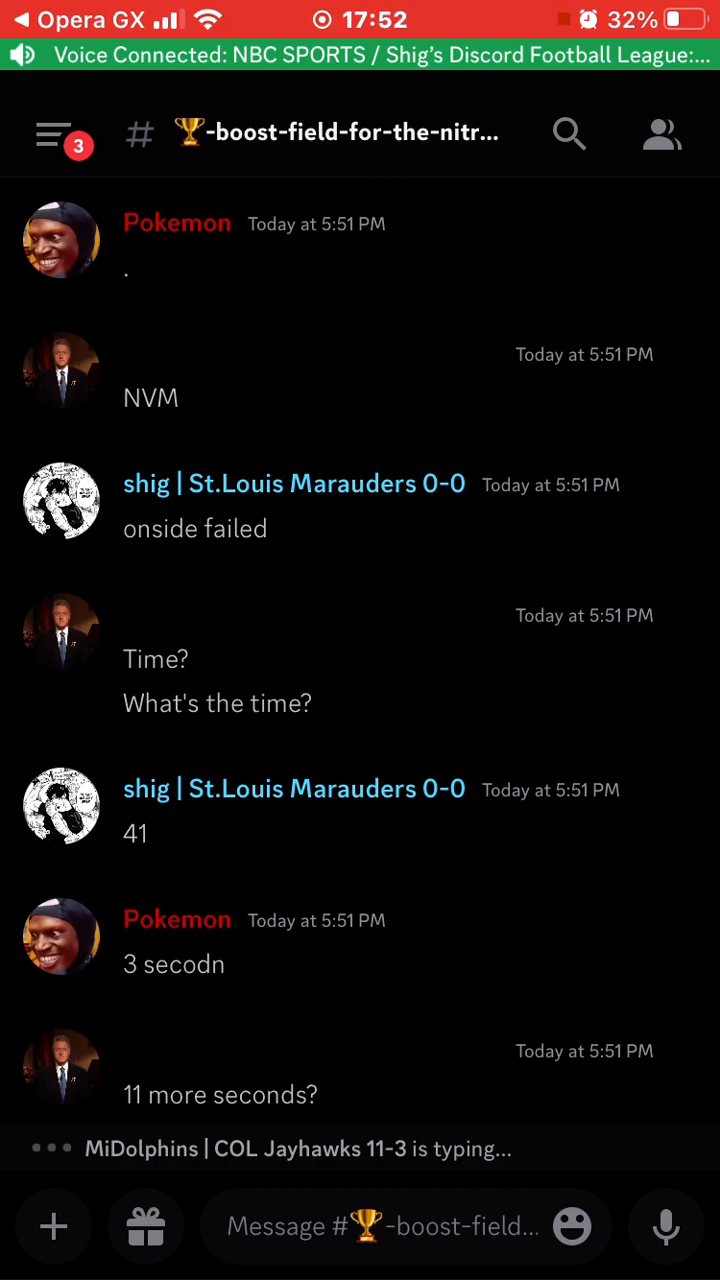 ◀ Opera GX 17:52 32%
Voice Connected: NBC SPORTS / Shig's Discord Football League:...
3 # 🏆-boost-field-for-the-nitr...
Pokemon Today at 5:51 PM
.
Today at 5:51 PM
NVM
shig | St.Louis Marauders 0-0 Today at 5:51 PM
onside failed
Today at 5:51 PM
Time?
What's the time?
shig | St.Louis Marauders 0-0 Today at 5:51 PM
41
Pokemon Today at 5:51 PM
3 secodn
Today at 5:51 PM
11 more seconds?
MiDolphins | COL Jayhawks 11-3 is typing...
Message #🏆-boost-field...